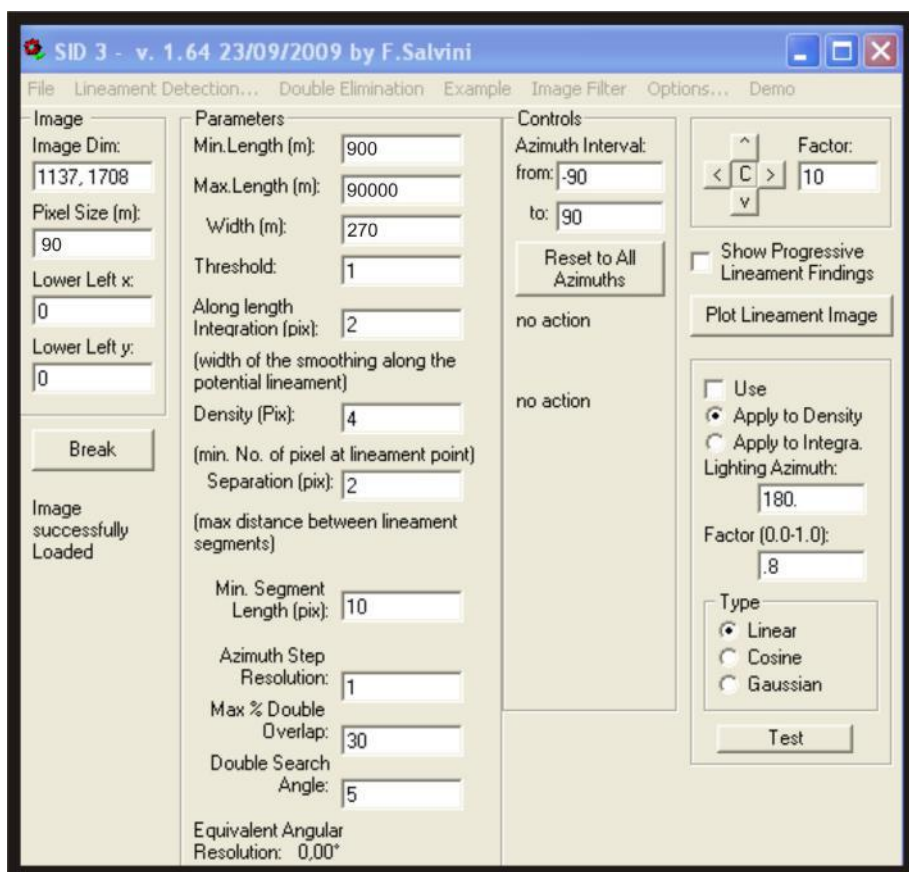 SID 3 - v. 1.64 23/09/2009 by F.Salvini
File Lineament Detection... Double Elimination Example Image Filter Options... Demo
Image
Image Dim:
1137, 1708
Pixel Size (m):
90
Lower Left x:
0
Lower Left y:
0
Break
Image
successfully
Loaded
Parameters
Min.Length (m): 900
Max.Length (m): 90000
Width (m): 270
Threshold: 1
Along length
Integration (pix): 2
(width of the smoothing along the
potential lineament)
Density (Pix): 4
(min. No. of pixel at lineament point)
Separation (pix): 2
(max distance between lineament
segments)
Min. Segment
Length (pix): 10
Azimuth Step
Resolution: 1
Max % Double
Overlap: 30
Double Search
Angle: 5
Equivalent Angular
Resolution: 0,00°
Controls
Azimuth Interval:
from: -90
to: 90
Reset to All
Azimuths
no action
no action
^
< C >
v
Factor:
10
Show Progressive
Lineament Findings
Plot Lineament Image
Use
Apply to Density
Apply to Integra.
Lighting Azimuth:
180.
Factor (0.0-1.0):
.8
Type
Linear
Cosine
Gaussian
Test